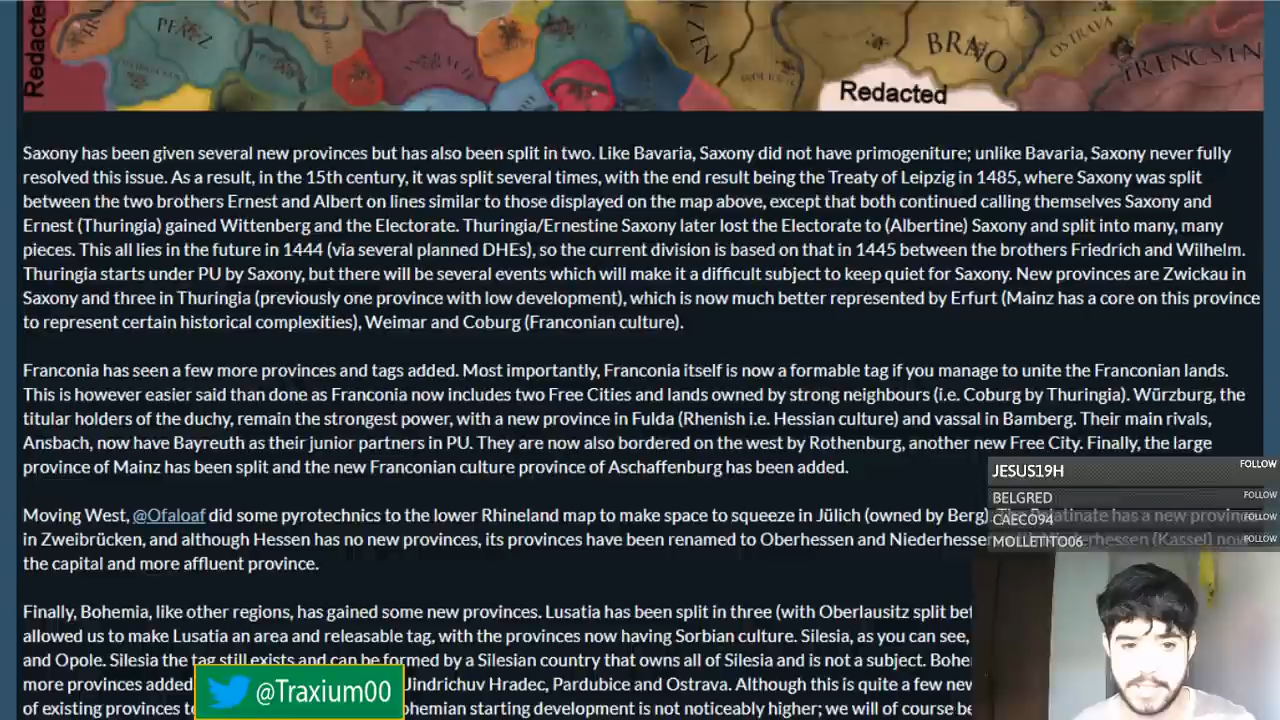 Redacted
PLZEN
BRNO
OSTRAVA
TRENCSEN
Redacted
Saxony has been given several new provinces but has also been split in two. Like Bavaria, Saxony did not have primogeniture; unlike Bavaria, Saxony never fully
resolved this issue. As a result, in the 15th century, it was split several times, with the end result being the Treaty of Leipzig in 1485, where Saxony was split
between the two brothers Ernest and Albert on lines similar to those displayed on the map above, except that both continued calling themselves Saxony and
Ernest (Thuringia) gained Wittenberg and the Electorate. Thuringia/Ernestine Saxony later lost the Electorate to (Albertine) Saxony and split into many, many
pieces. This all lies in the future in 1444 (via several planned DHEs), so the current division is based on that in 1445 between the brothers Friedrich and Wilhelm.
Thuringia starts under PU by Saxony, but there will be several events which will make it a difficult subject to keep quiet for Saxony. New provinces are Zwickau in
Saxony and three in Thuringia (previously one province with low development), which is now much better represented by Erfurt (Mainz has a core on this province
to represent certain historical complexities), Weimar and Coburg (Franconian culture).
Franconia has seen a few more provinces and tags added. Most importantly, Franconia itself is now a formable tag if you manage to unite the Franconian lands.
This is however easier said than done as Franconia now includes two Free Cities and lands owned by strong neighbours (i.e. Coburg by Thuringia). Würzburg, the
titular holders of the duchy, remain the strongest power, with a new province in Fulda (Rhenish i.e. Hessian culture) and vassal in Bamberg. Their main rivals,
Ansbach, now have Bayreuth as their junior partners in PU. They are now also bordered on the west by Rothenburg, another new Free City. Finally, the large
province of Mainz has been split and the new Franconian culture province of Aschaffenburg has been added.
Moving West, @Ofaloaf did some pyrotechnics to the lower Rhineland map to make space to squeeze in Jülich (owned by Berg). The Palatinate has a new province
in Zweibrücken, and although Hessen has no new provinces, its provinces have been renamed to Oberhessen and Niederhessen with Niederhessen (Kassel) now
the capital and more affluent province.
Finally, Bohemia, like other regions, has gained some new provinces. Lusatia has been split in three (with Oberlausitz split
allowed us to make Lusatia an area and releasable tag, with the provinces now having Sorbian culture. Silesia, as you can see,
and Opole. Silesia the tag still exists and can be formed by a Silesian country that owns all of Silesia and is not a subject.
more provinces added Jindrichuv Hradec, Pardubice and Ostrava. Although this is quite a few new
of existing provinces Bohemian starting development is not noticeably higher; we will of course
JESUS19H FOLLOW
BELGRED FOLLOW
CAECO94 FOLLOW
MOLLETITO06 FOLLOW
@Traxium00